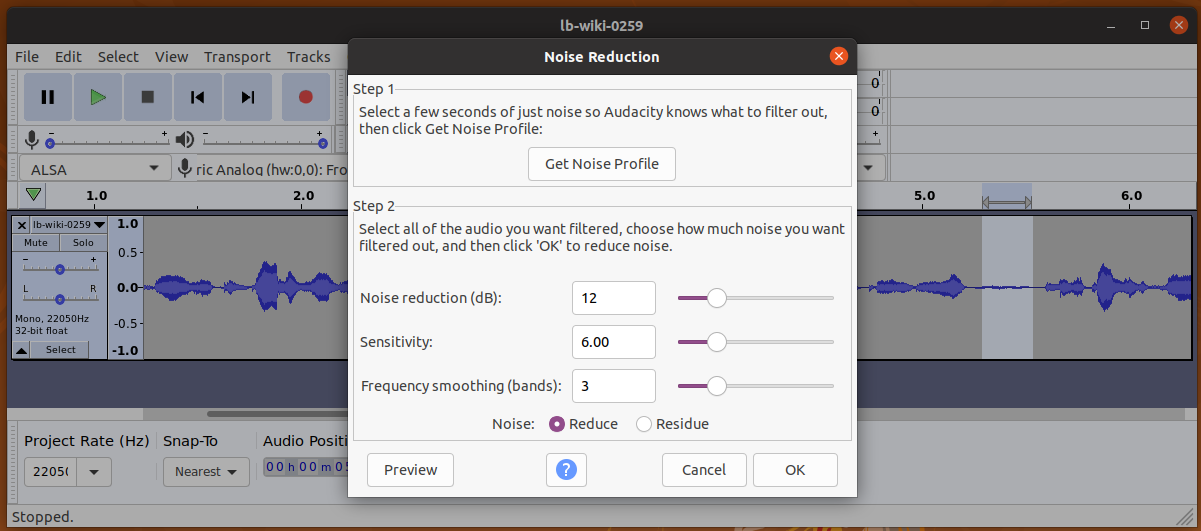 lb-wiki-0259
File Edit Select View Transport Tracks
Noise Reduction
0
0
- + - + +
ALSA
ric Analog (hw:0,0): Fro
1.0 2.0 5.0 6.0
Step 1
Select a few seconds of just noise so Audacity knows what to filter out,
then click Get Noise Profile:
Get Noise Profile
Step 2
Select all of the audio you want filtered, choose how much noise you want
filtered out, and then click 'OK' to reduce noise.
Noise reduction (dB): 12
Sensitivity: 6.00
Frequency smoothing (bands): 3
Noise: Reduce Residue
Preview ? Cancel OK
lb-wiki-0259
Mute Solo
- +
L R
Mono, 22050Hz
32-bit float
Select
1.0
0.5-
0.0-
-0.5-
-1.0
Project Rate (Hz) Snap-To Audio Positi
Nearest
00 h 00 m
Stopped.